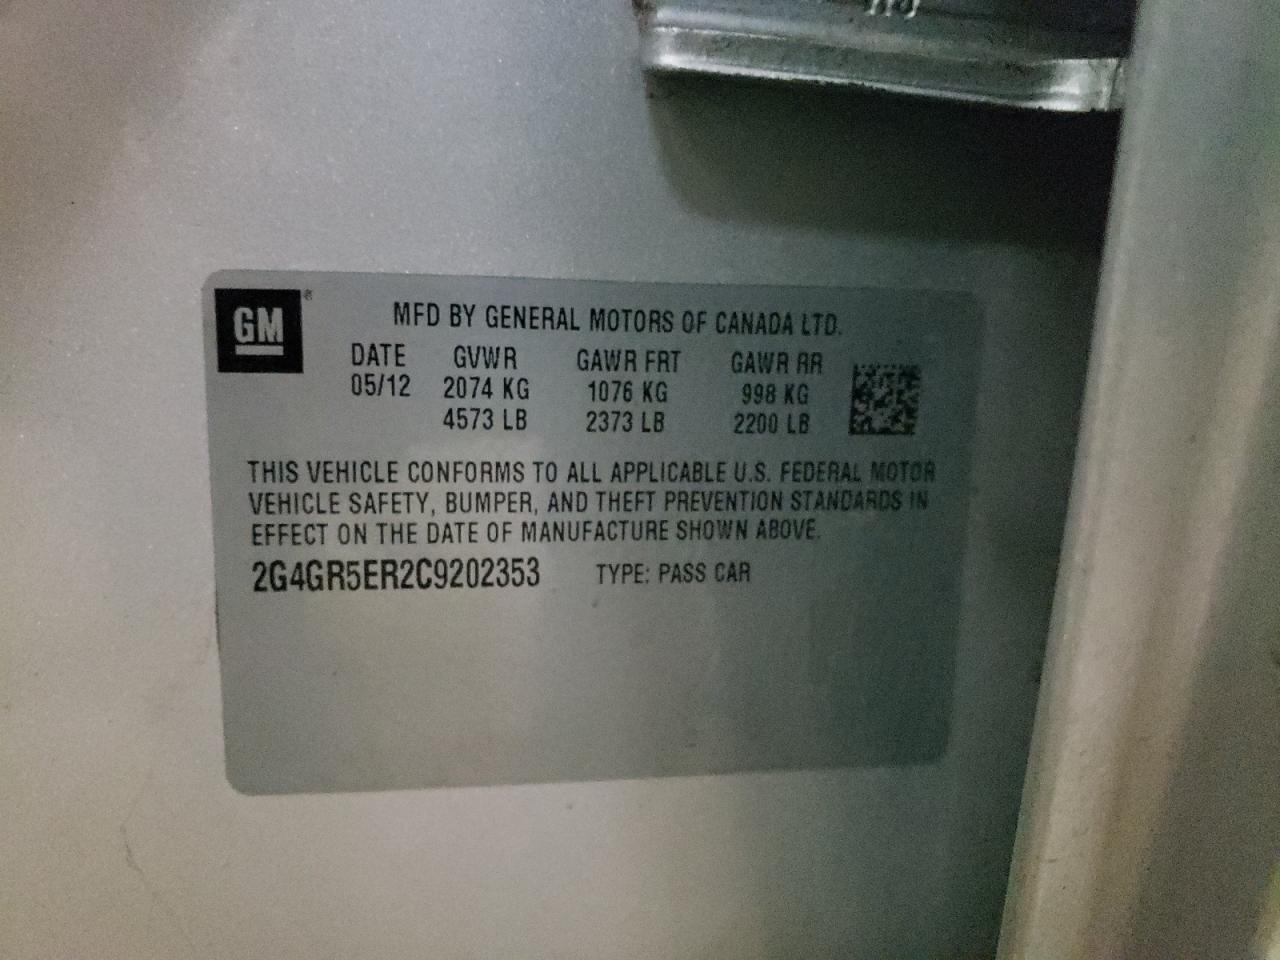 GM ®
MFD BY GENERAL MOTORS OF CANADA LTD.
DATE GVWR GAWR FRT GAWR RR
05/12 2074 KG 1076 KG 998 KG
4573 LB 2373 LB 2200 LB
THIS VEHICLE CONFORMS TO ALL APPLICABLE U.S. FEDERAL MOTOR
VEHICLE SAFETY, BUMPER, AND THEFT PREVENTION STANDARDS IN
EFFECT ON THE DATE OF MANUFACTURE SHOWN ABOVE.
2G4GR5ER2C9202353 TYPE: PASS CAR